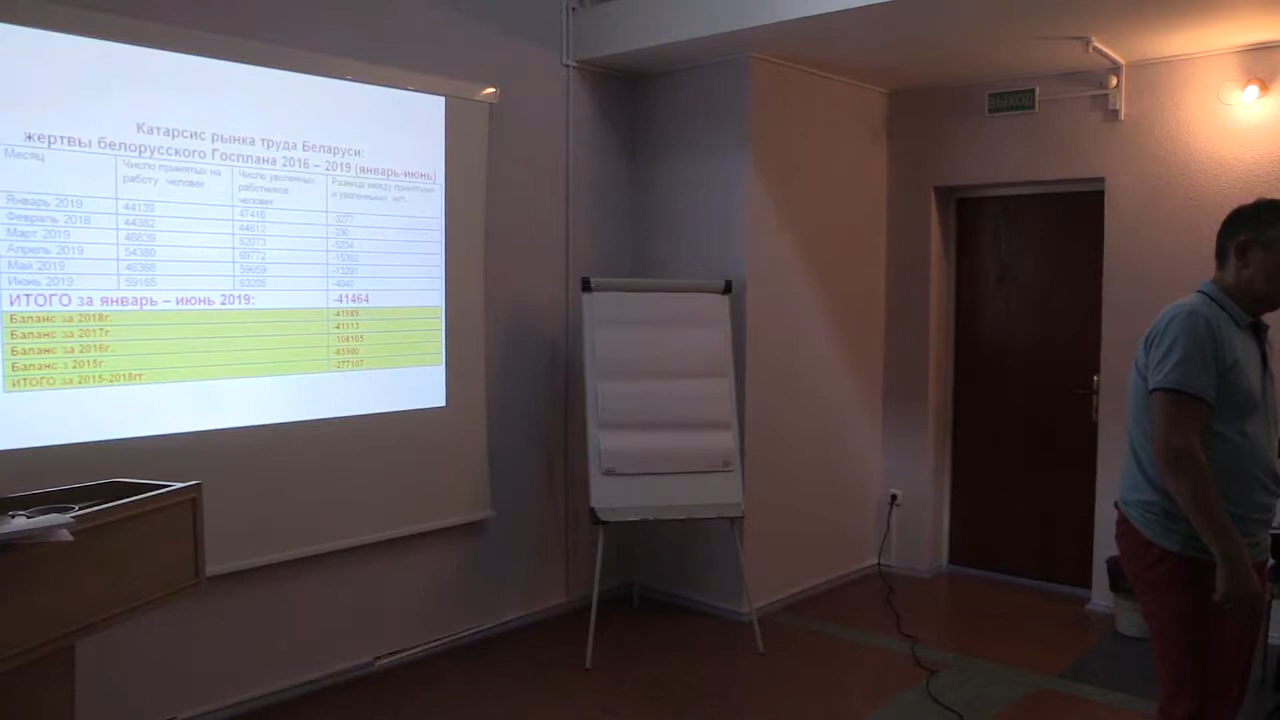 Катарсис рынка труда Беларуси:
жертвы белорусского Госплана 2016 – 2019 (январь-июнь)
Месяц Число принятых на работу человек Число уволенных работников человек Разница между принятыми и уволенными чел.
Январь 2019 44139 47416 -3277
Февраль 2018 44382 44612 -230
Март 2019 46839 52073 -5234
Апрель 2019 54380 69772 -15392
Май 2019 46368 59659 -13291
Июнь 2019 59165 63205 -4040
ИТОГО за январь – июнь 2019: -41464
Баланс за 2018г. -41989
Баланс за 2017г. -41113
Баланс за 2016г. -108105
Баланс з 2015г. -85900
ИТОГО за 2015-2018гг. -277107
ВЫХОД